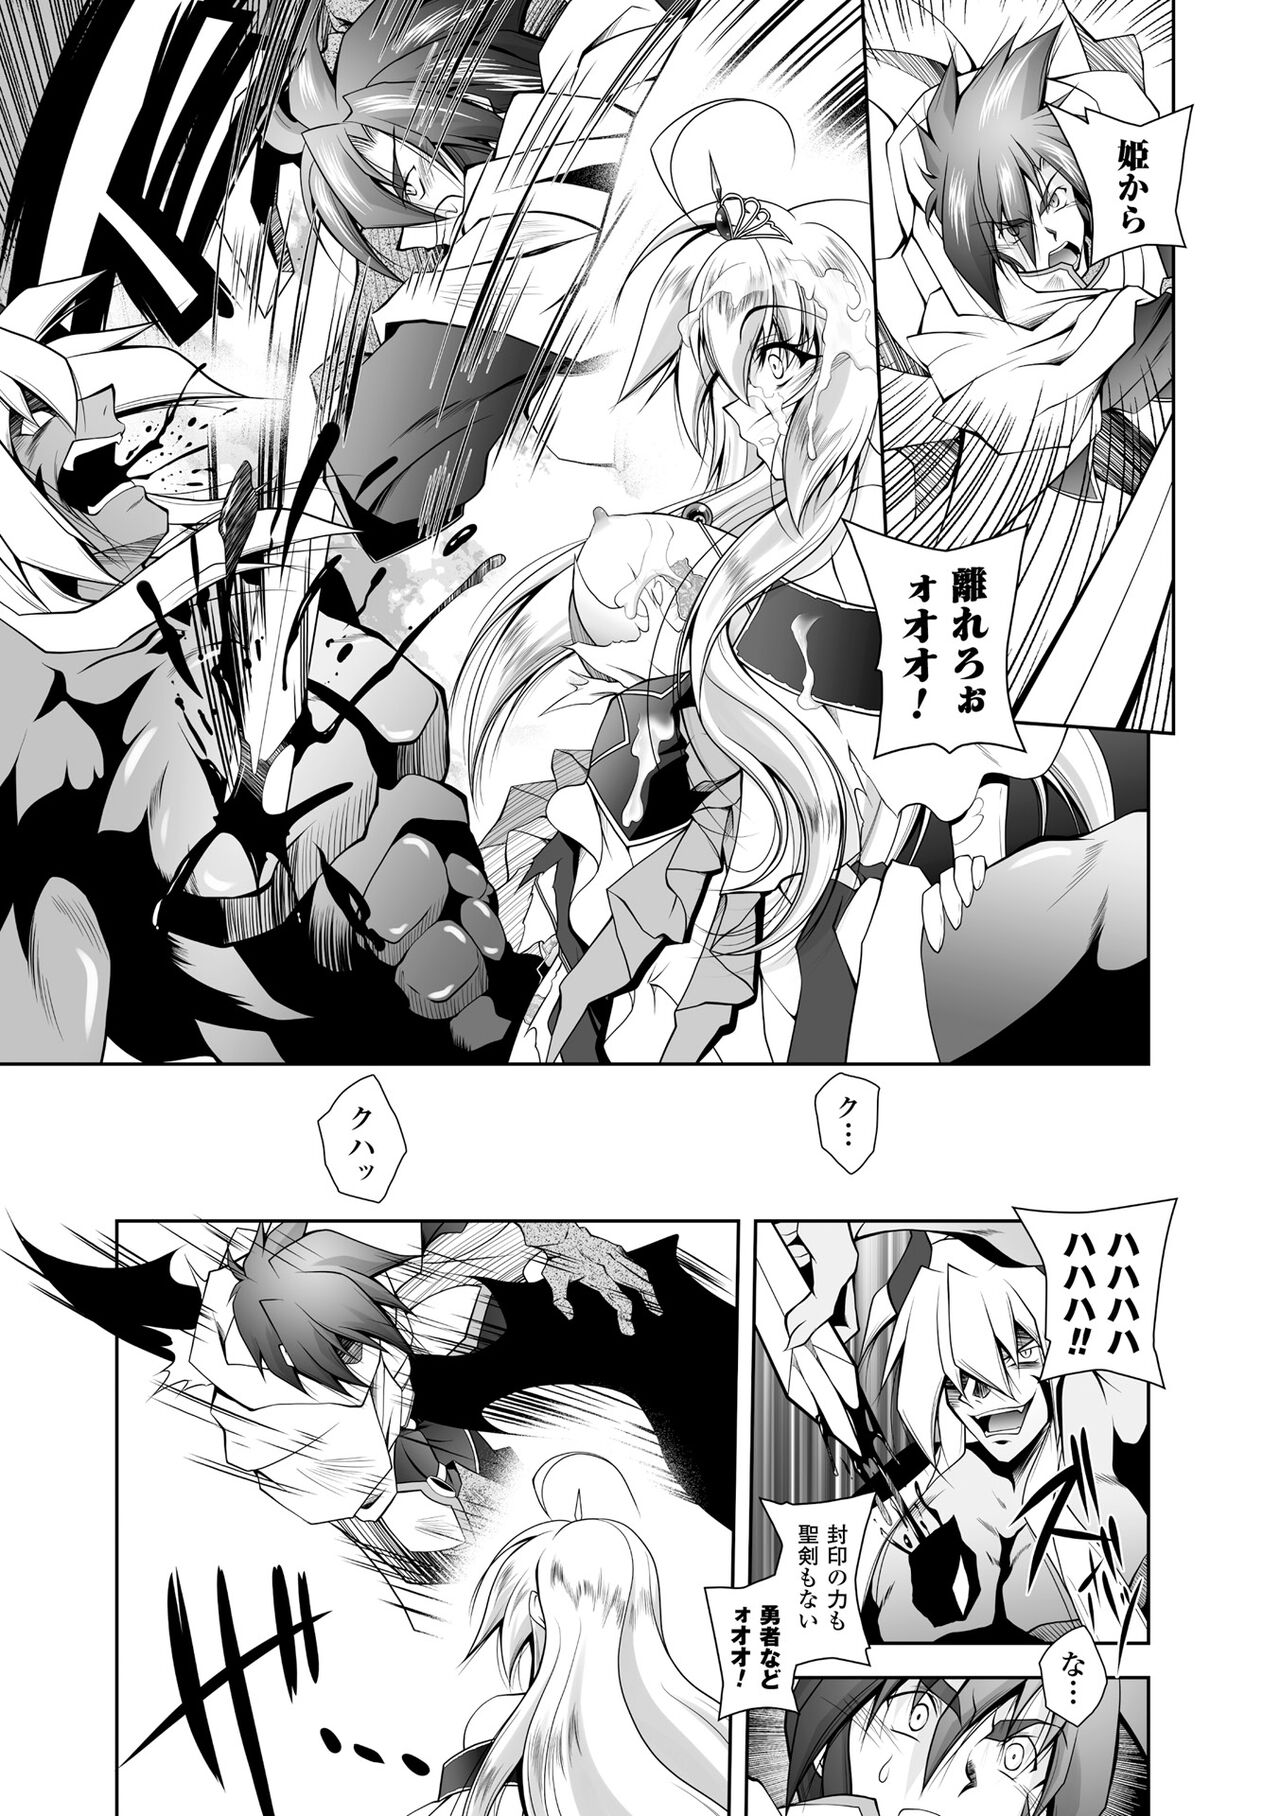 姫から
離れろぉ
ォオオオ！
ク…
クハッ
ハハハハ
ハハハ!!
な…
封印の力も
聖剣もない
勇者など
ォオオ！